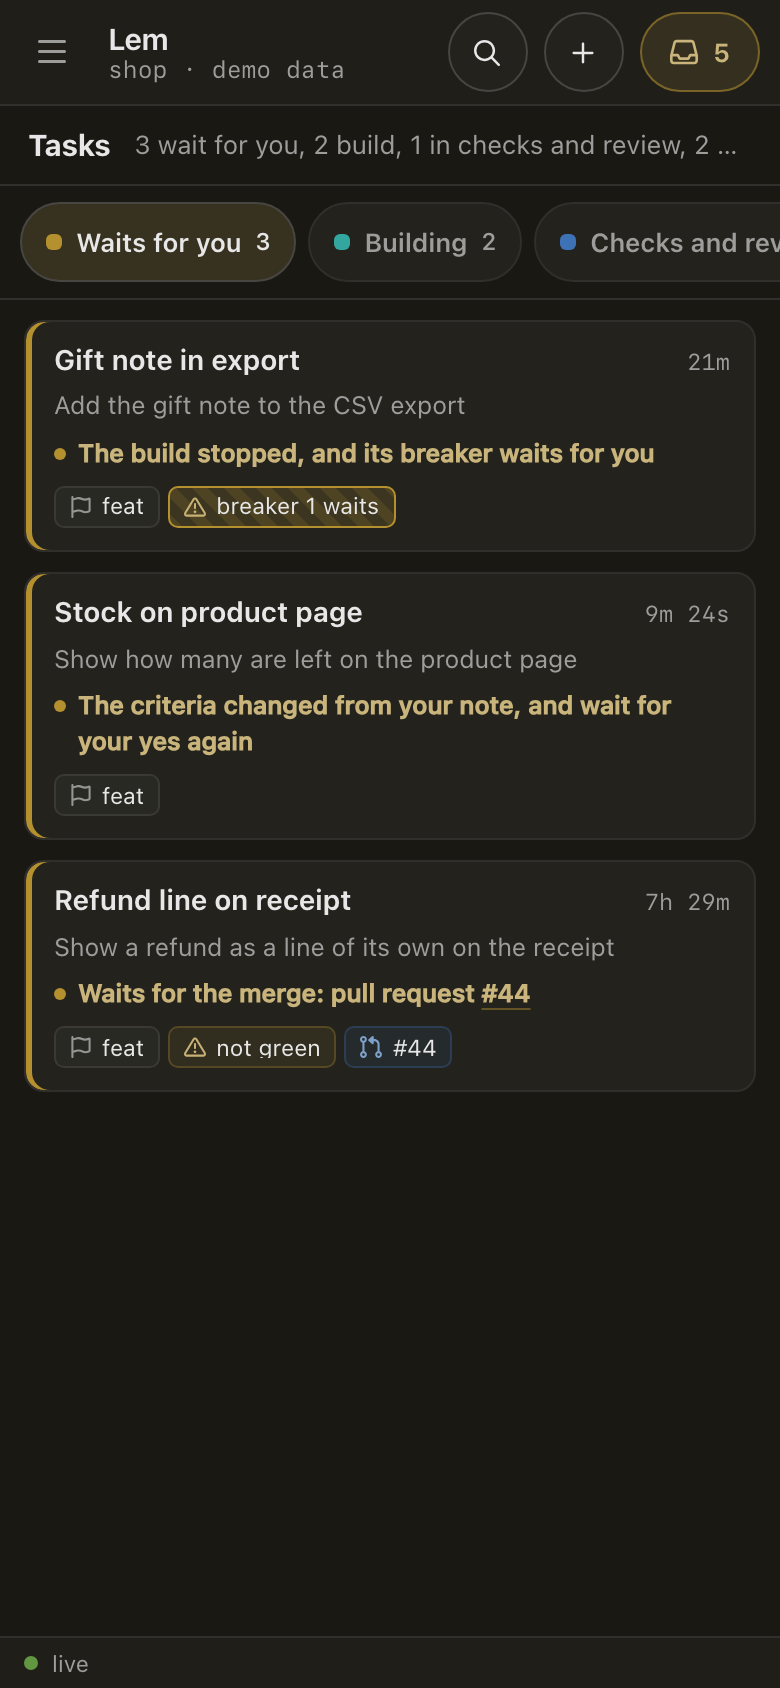 Lem
shop · demo data
5
Tasks 3 wait for you, 2 build, 1 in checks and review, 2 ...
Waits for you 3
Building 2
Checks and rev
Gift note in export 21m
Add the gift note to the CSV export
The build stopped, and its breaker waits for you
feat
breaker 1 waits
Stock on product page 9m 24s
Show how many are left on the product page
The criteria changed from your note, and wait for
your yes again
feat
Refund line on receipt 7h 29m
Show a refund as a line of its own on the receipt
Waits for the merge: pull request #44
feat
not green
#44
live